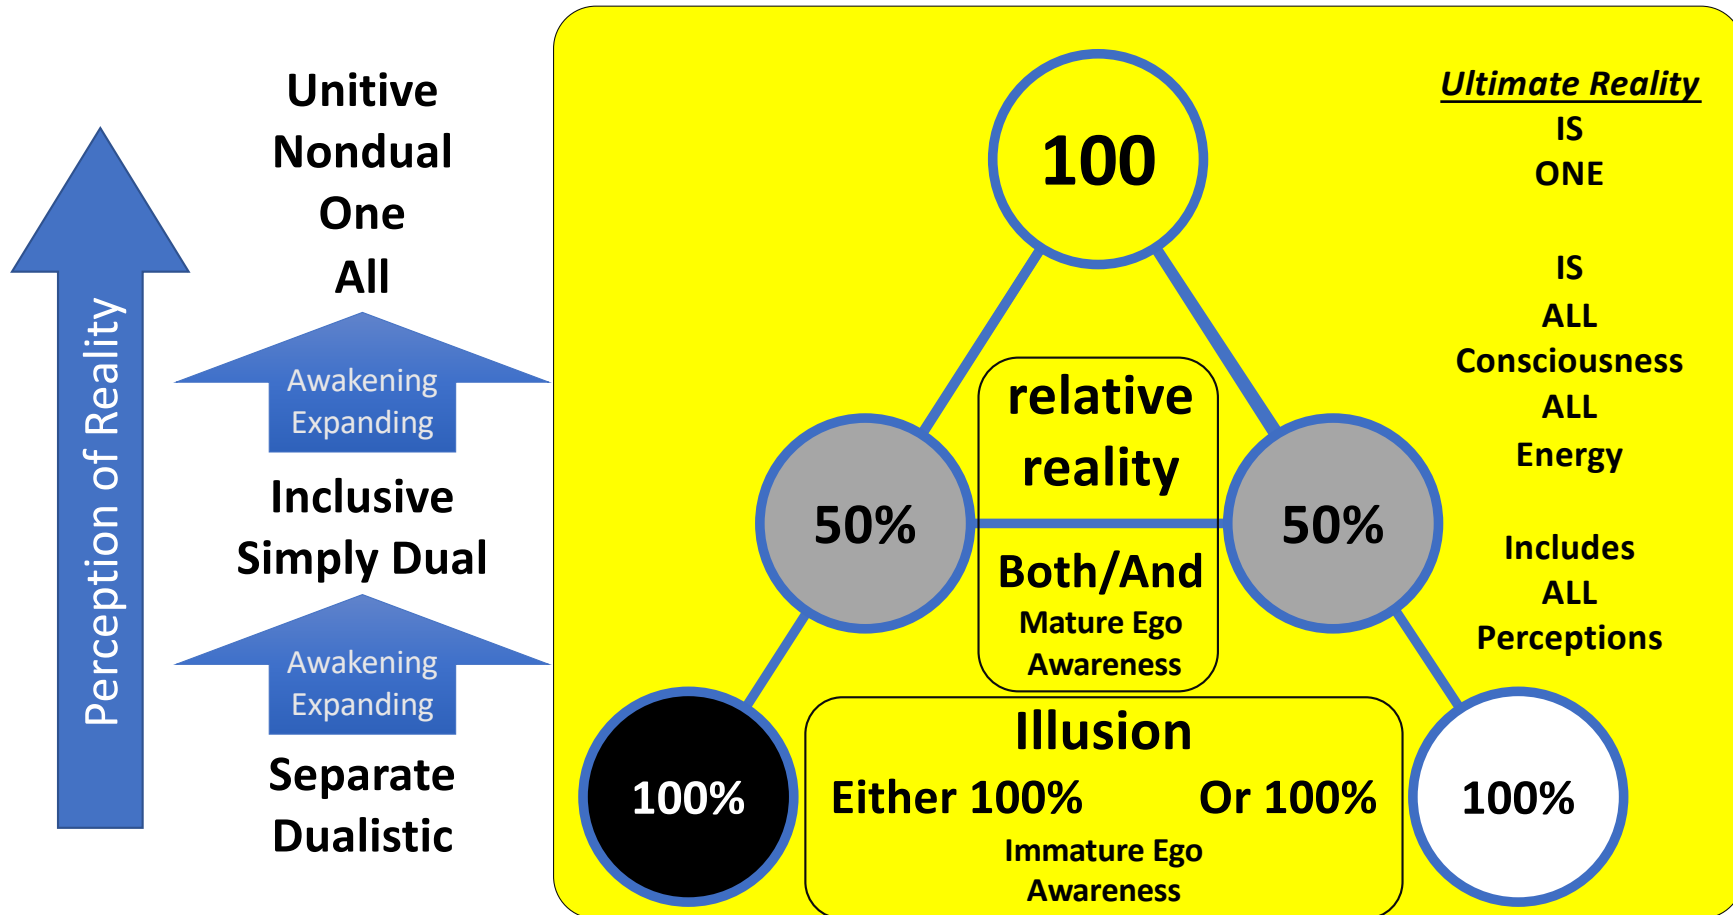 Perception of Reality
Unitive
Nondual
One
All
Awakening
Expanding
Inclusive
Simply Dual
Awakening
Expanding
Separate
Dualistic
100
relative
reality
50%
50%
Both/And
Mature Ego
Awareness
Illusion
100%
Either 100%
Or 100%
100%
Immature Ego
Awareness
Ultimate Reality
IS
ONE
IS
ALL
Consciousness
ALL
Energy
Includes
ALL
Perceptions